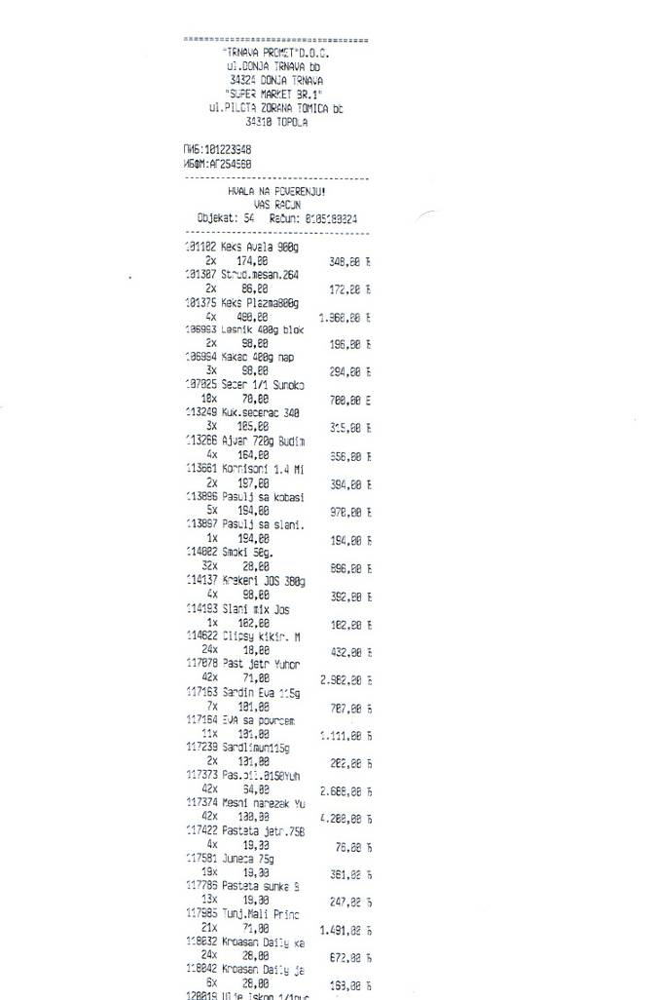 "TRNAVA PROMET"D.O.O.
ul.DONJA TRNAVA bb
34324 DONJA TRNAVA
"SUPER MARKET BR.1"
ul.PILOTA ZORANA TOMICA bb
34310 TOPOLA
ПИБ:101223948
ИБФМ:АГ254560
HVALA NA POVERENJU!
VAS RACUN
Objekat: 54 Račun: 0105180024
101102 Keks Avala 900g
2x 174,00 348,00 Б
101307 Strud.mesan.264
2x 86,00 172,00 Б
101375 Keks Plazma800g
4x 490,00 1.960,00 Б
106993 Lesnik 400g blok
2x 98,00 196,00 Б
106994 Kakao 400g nap
3x 98,00 294,00 Б
107025 Secer 1/1 Sunoko
10x 70,00 700,00 Е
113249 Kuk.secerac 340
3x 105,00 315,00 Б
113266 Ajvar 720g Budim
4x 164,00 656,00 Б
113661 Kornisoni 1.4 Mi
2x 197,00 394,00 Б
113896 Pasulj sa kobasi
5x 194,00 970,00 Б
113897 Pasulj sa slani.
1x 194,00 194,00 Б
114002 Smoki 50g.
32x 28,00 896,00 Б
114137 Krekeri JOS 380g
4x 98,00 392,00 Б
114193 Slani mix Jos
1x 102,00 102,00 Б
114622 Clipsy kikir. M
24x 18,00 432,00 Б
117078 Past jetr Yuhor
42x 71,00 2.982,00 Б
117163 Sardin Eva 115g
7x 101,00 707,00 Б
117164 EVA sa povrcem
11x 101,00 1.111,00 Б
117239 Sardlimun115g
2x 101,00 202,00 Б
117373 Pas.pil.0150Yuh
42x 64,00 2.688,00 Б
117374 Mesni narezak Yu
42x 100,00 4.200,00 Б
117422 Pasteta jetr.75B
4x 19,00 76,00 Б
117581 Juneca 75g
19x 19,00 361,00 Б
117786 Pasteta sunka B
13x 19,00 247,00 Б
117985 Tunj.Mali Princ
21x 71,00 1.491,00 Б
118032 Kroasan Daily ka
24x 28,00 672,00 Б
118042 Kroasan Daily ja
6x 28,00 168,00 Б
120019 Ulje Iskon 1/1